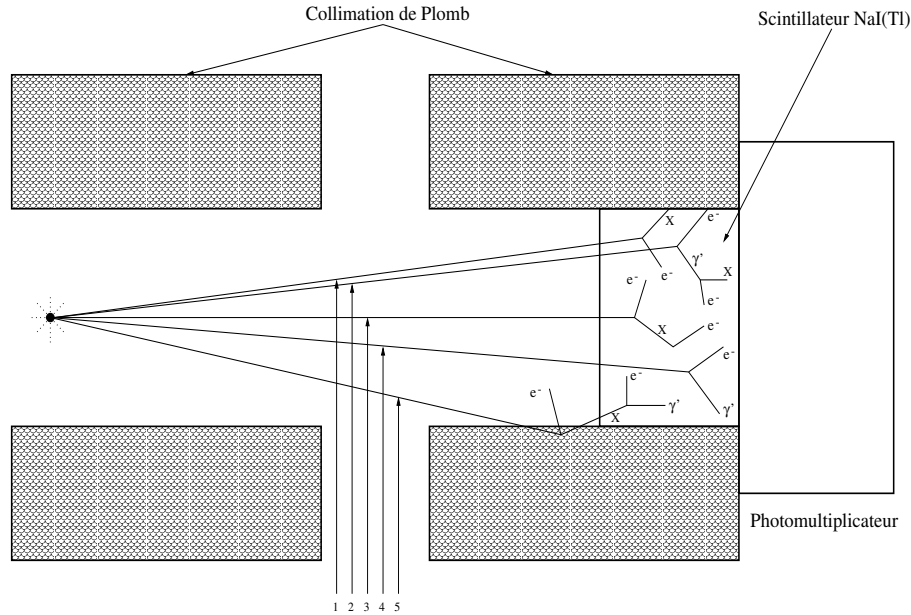 Collimation de Plomb
Scintillateur NaI(Tl)
X
e-
γ'
e-
X
e-
e-
X
e-
e-
e-
e-
X
γ'
γ'
Photomultiplicateur
1 2 3 4 5